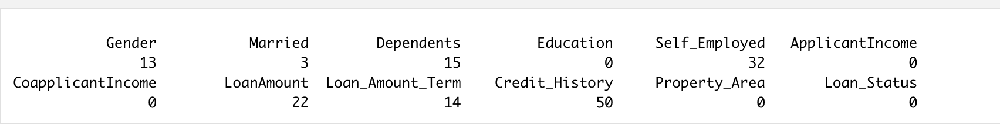 Gender Married Dependents Education Self_Employed ApplicantIncome
13 3 15 0 32 0
CoapplicantIncome LoanAmount Loan_Amount_Term Credit_History Property_Area Loan_Status
0 22 14 50 0 0